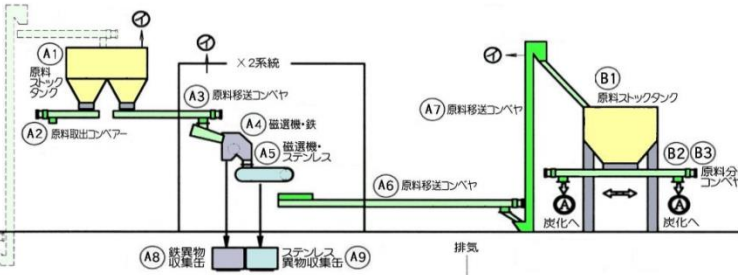 イ
A1
原料
ストック
タンク
A2 原料取出コンベアー
×2系統
イ
A3 原料移送コンベヤ
A4 磁選機・鉄
A5 磁選機・
ステンレス
A6 原料移送コンベヤ
A7 原料移送コンベヤ
イ
B1
原料ストックタンク
B2 B3
原料分
コンベヤ
A
炭化へ
A
炭化へ
A8 鉄異物
収集缶
ステンレス
異物収集缶 A9
排気